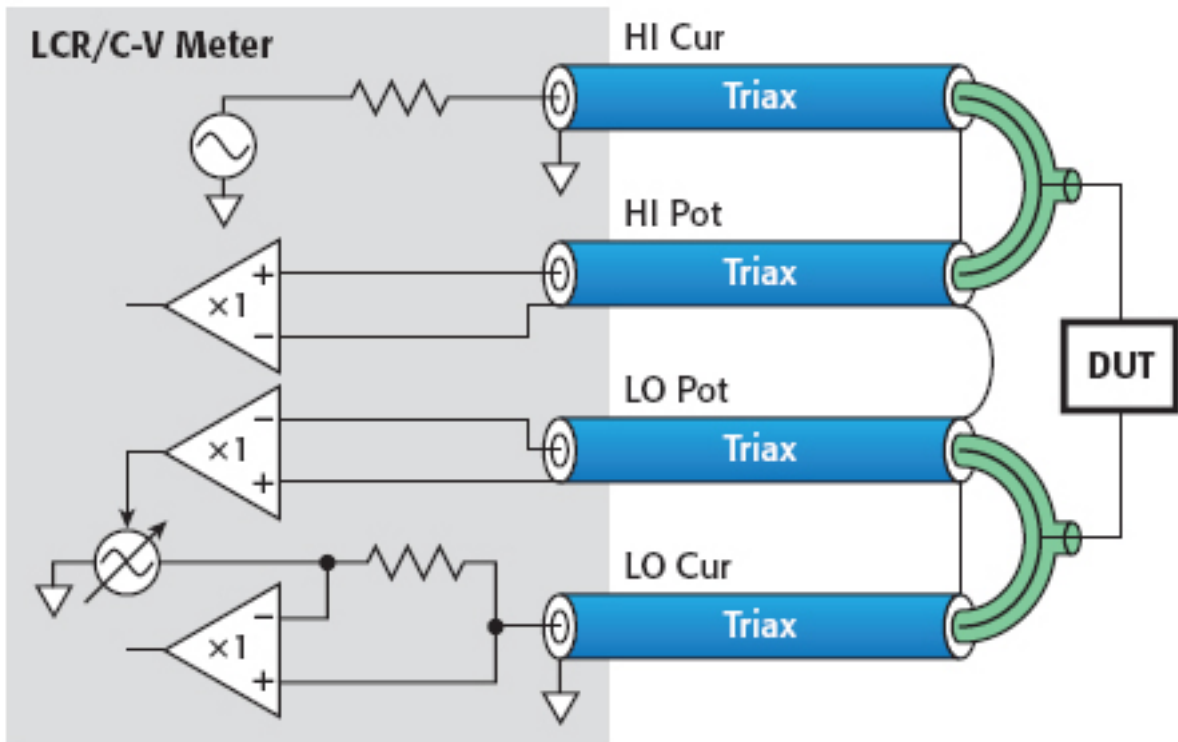 LCR/C-V Meter
HI Cur
Triax
HI Pot
Triax
+
×1
−
LO Pot
Triax
−
×1
+
DUT
LO Cur
Triax
−
×1
+